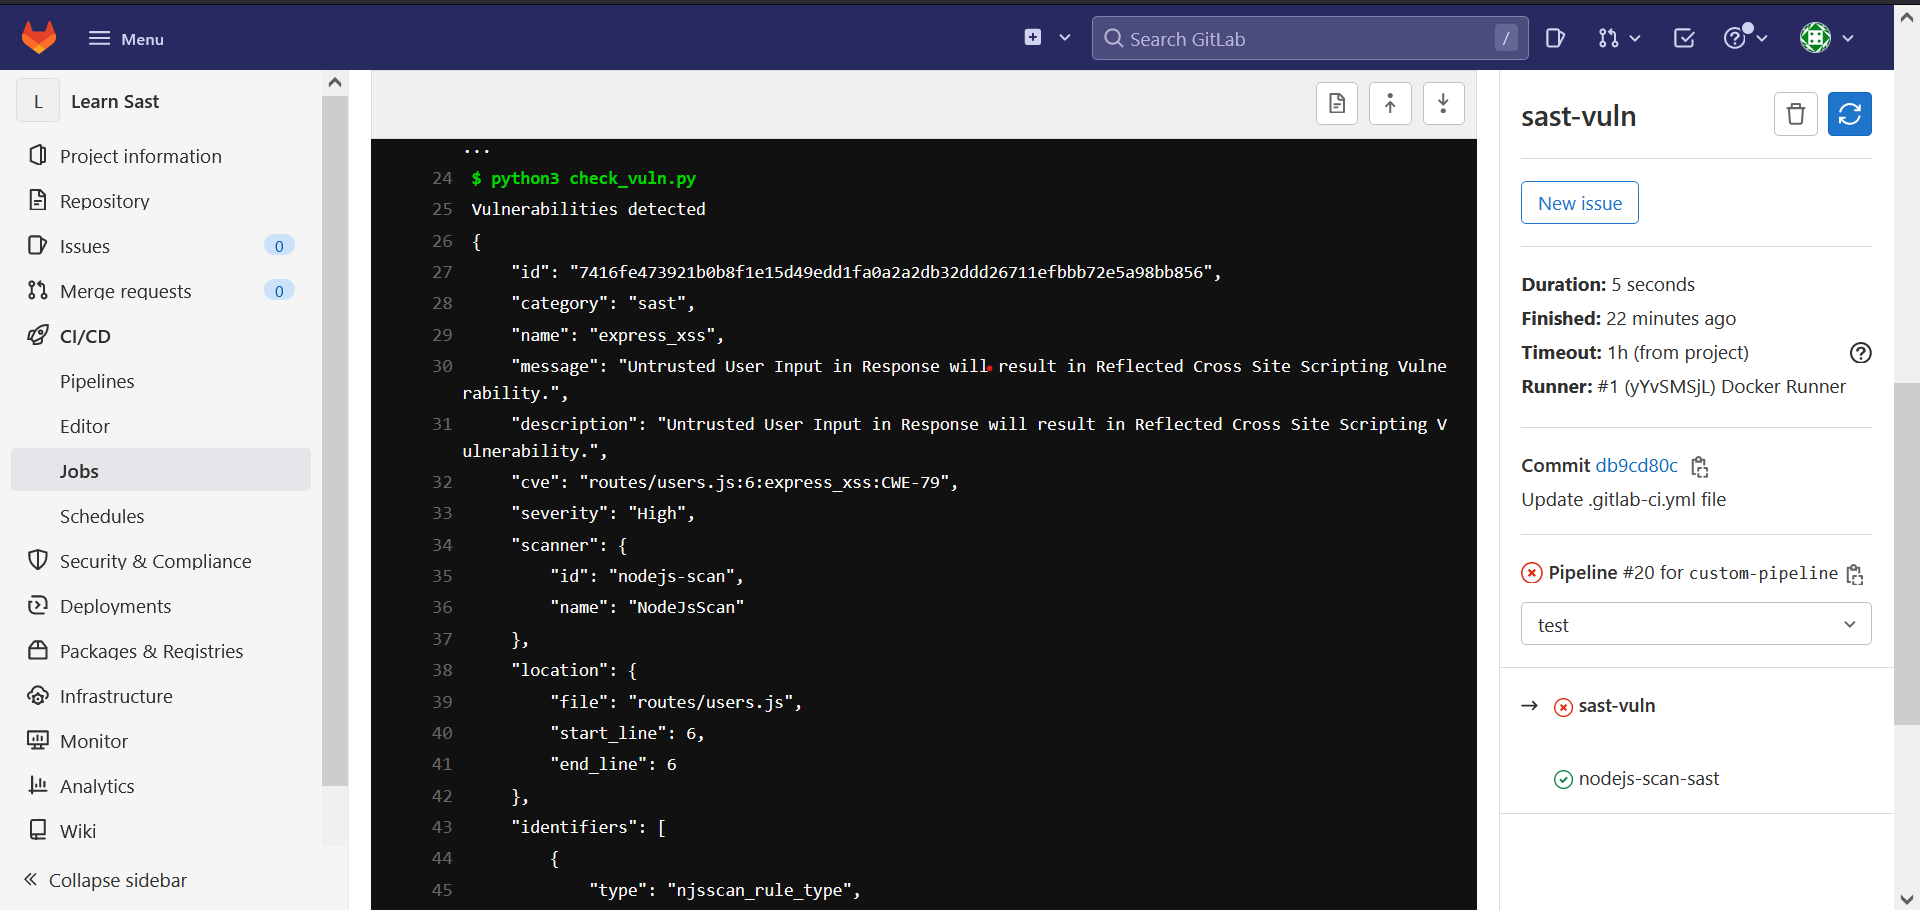 Menu
Search GitLab
/
L
Learn Sast
Project information
Repository
Issues
0
Merge requests
0
CI/CD
Pipelines
Editor
Jobs
Schedules
Security & Compliance
Deployments
Packages & Registries
Infrastructure
Monitor
Analytics
Wiki
Collapse sidebar
...
24 $ python3 check_vuln.py
25 Vulnerabilities detected
26 {
27 "id": "7416fe473921b0b8f1e15d49edd1fa0a2a2db32ddd26711efbbb72e5a98bb856",
28 "category": "sast",
29 "name": "express_xss",
30 "message": "Untrusted User Input in Response will result in Reflected Cross Site Scripting Vulne
rability.",
31 "description": "Untrusted User Input in Response will result in Reflected Cross Site Scripting V
ulnerability.",
32 "cve": "routes/users.js:6:express_xss:CWE-79",
33 "severity": "High",
34 "scanner": {
35 "id": "nodejs-scan",
36 "name": "NodeJsScan"
37 },
38 "location": {
39 "file": "routes/users.js",
40 "start_line": 6,
41 "end_line": 6
42 },
43 "identifiers": [
44 {
45 "type": "njsscan_rule_type",
sast-vuln
New issue
Duration: 5 seconds
Finished: 22 minutes ago
Timeout: 1h (from project)
Runner: #1 (yYvSMSjL) Docker Runner
Commit db9cd80c
Update .gitlab-ci.yml file
Pipeline #20 for custom-pipeline
test
sast-vuln
nodejs-scan-sast